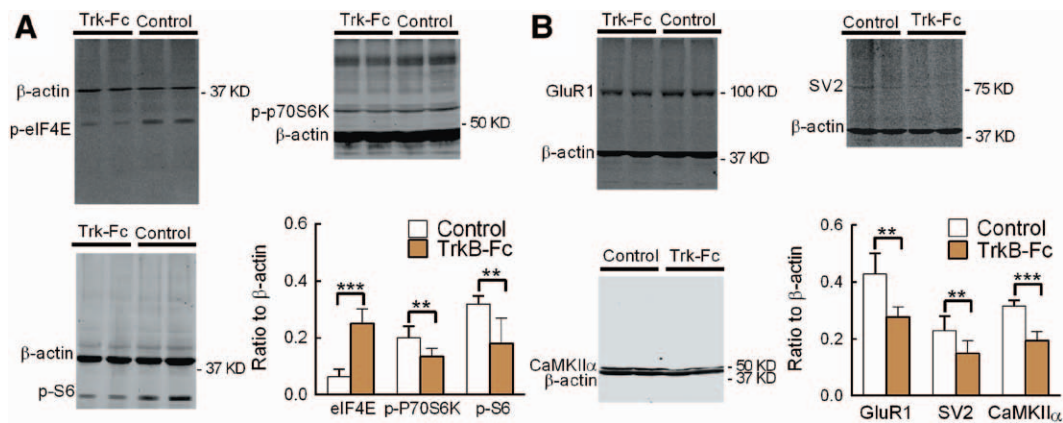 A
Trk-Fc Control
β-actin
- 37 KD
p-eIF4E
Trk-Fc Control
p-p70S6K
- 50 KD
β-actin
Trk-Fc Control
β-actin
- 37 KD
p-S6
Ratio to β-actin
0.6
0.4
0.2
0.0
Control
TrkB-Fc
***
**
**
eIF4E p-P70S6K p-S6
B
Trk-Fc Control
GluR1
- 100 KD
β-actin
- 37 KD
Control Trk-Fc
SV2
- 75 KD
β-actin
- 37 KD
Control Trk-Fc
CaMKIIα
- 50 KD
β-actin
- 37 KD
Ratio to β-actin
0.6
0.4
0.2
0.0
Control
TrkB-Fc
**
**
***
GluR1 SV2 CaMKIIα